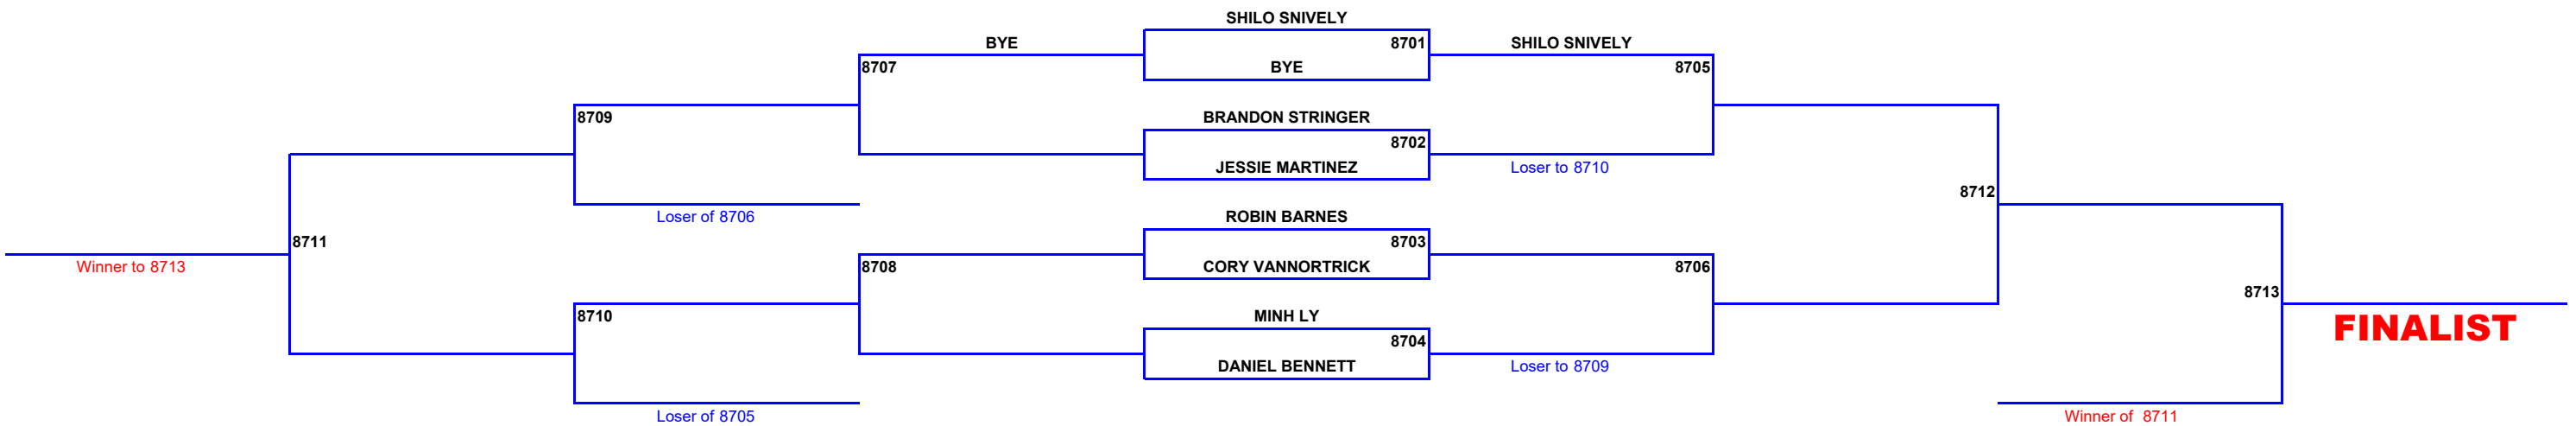 SHILO SNIVELY
BYE
8701
SHILO SNIVELY
8707
BYE
8705
8709
BRANDON STRINGER
8702
JESSIE MARTINEZ
Loser to 8710
8712
Loser of 8706
ROBIN BARNES
8711
8703
Winner to 8713
8708
CORY VANNORTRICK
8706
8713
8710
MINH LY
FINALIST
8704
DANIEL BENNETT
Loser to 8709
Loser of 8705
Winner of 8711